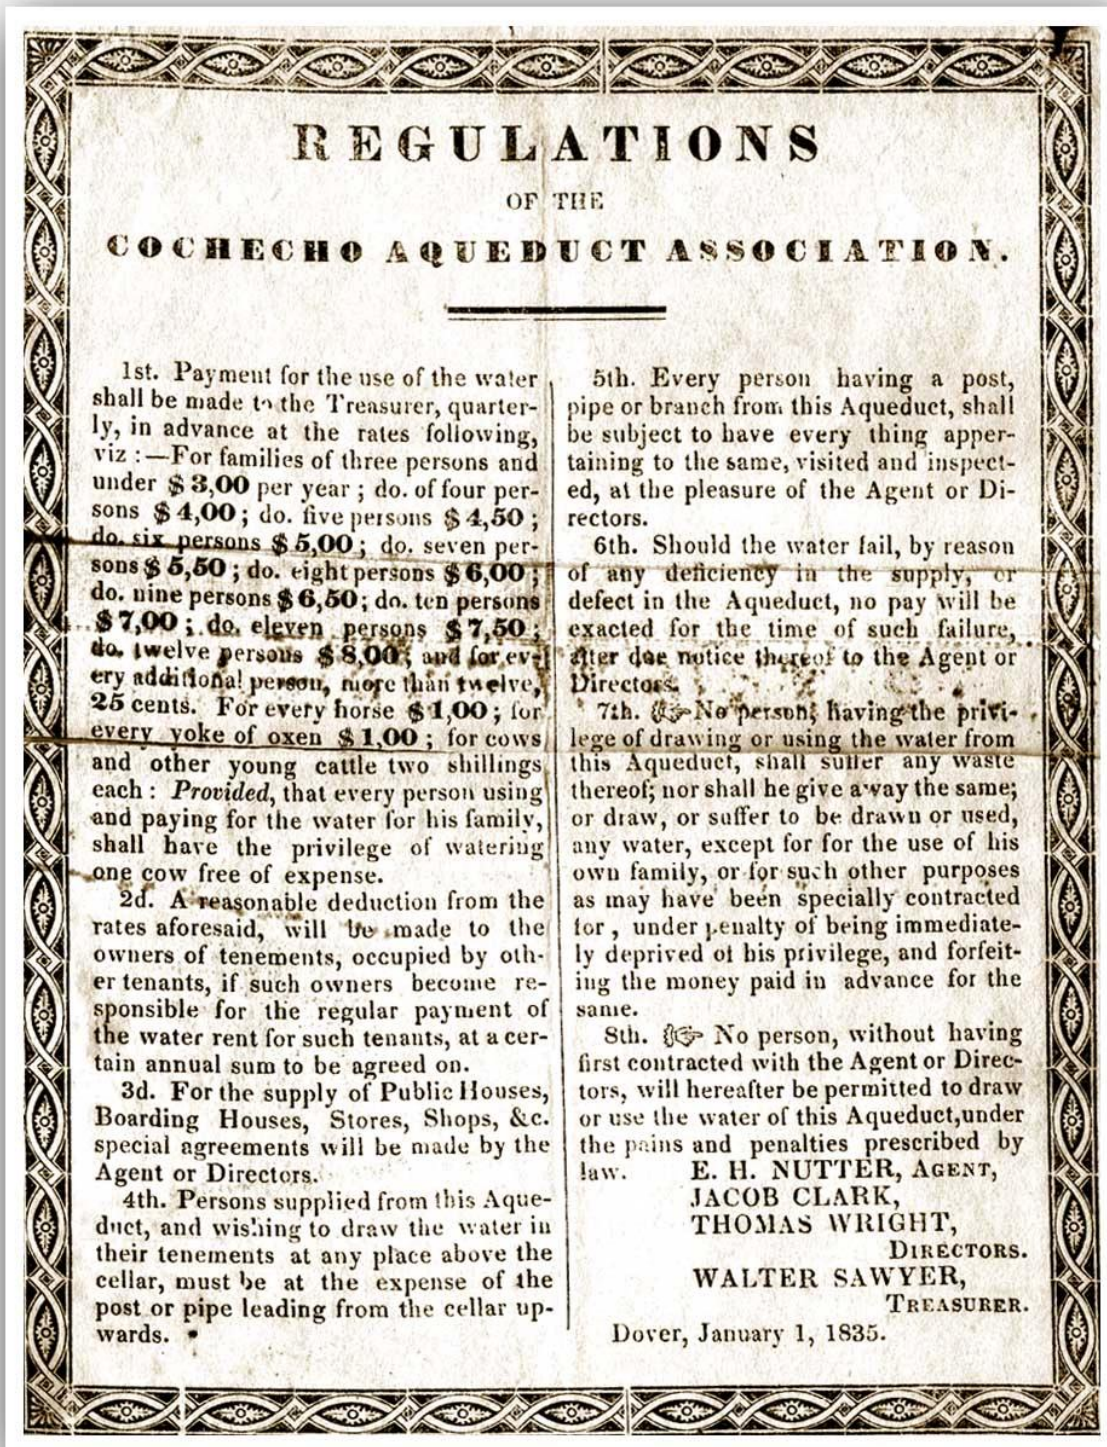 REGULATIONS
OF THE
COCHECHO AQUEDUCT ASSOCIATION.
1st. Payment for the use of the water
shall be made to the Treasurer, quarter-
ly, in advance at the rates following,
viz :—For families of three persons and
under $3,00 per year ; do. of four per-
sons $4,00 ; do. five persons $4,50 ;
do. six persons $5,00 ; do. seven per-
sons $5,50 ; do. eight persons $6,00 ;
do. nine persons $6,50 ; do. ten persons
$7,00 ; do. eleven persons $7,50 ;
do. twelve persons $8,00 ; and for ev-
ery additional person, more than twelve,
25 cents. For every horse $1,00 ; for
every yoke of oxen $1,00 ; for cows
and other young cattle two shillings
each : Provided, that every person using
and paying for the water for his family,
shall have the privilege of watering
one cow free of expense.
2d. A reasonable deduction from the
rates aforesaid, will be made to the
owners of tenements, occupied by oth-
er tenants, if such owners become re-
sponsible for the regular payment of
the water rent for such tenants, at a cer-
tain annual sum to be agreed on.
3d. For the supply of Public Houses,
Boarding Houses, Stores, Shops, &c.
special agreements will be made by the
Agent or Directors.
4th. Persons supplied from this Aque-
duct, and wishing to draw the water in
their tenements at any place above the
cellar, must be at the expense of the
post or pipe leading from the cellar up-
wards.
5th. Every person having a post,
pipe or branch from this Aqueduct, shall
be subject to have every thing apper-
taining to the same, visited and inspect-
ed, at the pleasure of the Agent or Di-
rectors.
6th. Should the water fail, by reason
of any deficiency in the supply, or
defect in the Aqueduct, no pay will be
exacted for the time of such failure,
after due notice thereof to the Agent or
Directors.
7th. ☞ No person, having the privi-
lege of drawing or using the water from
this Aqueduct, shall suffer any waste
thereof; nor shall he give away the same;
or draw, or suffer to be drawn or used,
any water, except for for the use of his
own family, or for such other purposes
as may have been specially contracted
for, under penalty of being immediate-
ly deprived of his privilege, and forfeit-
ing the money paid in advance for the
same.
8th. ☞ No person, without having
first contracted with the Agent or Direc-
tors, will hereafter be permitted to draw
or use the water of this Aqueduct,under
the pains and penalties prescribed by
law. E. H. NUTTER, AGENT,
JACOB CLARK,
THOMAS WRIGHT,
DIRECTORS.
WALTER SAWYER,
TREASURER.
Dover, January 1, 1835.